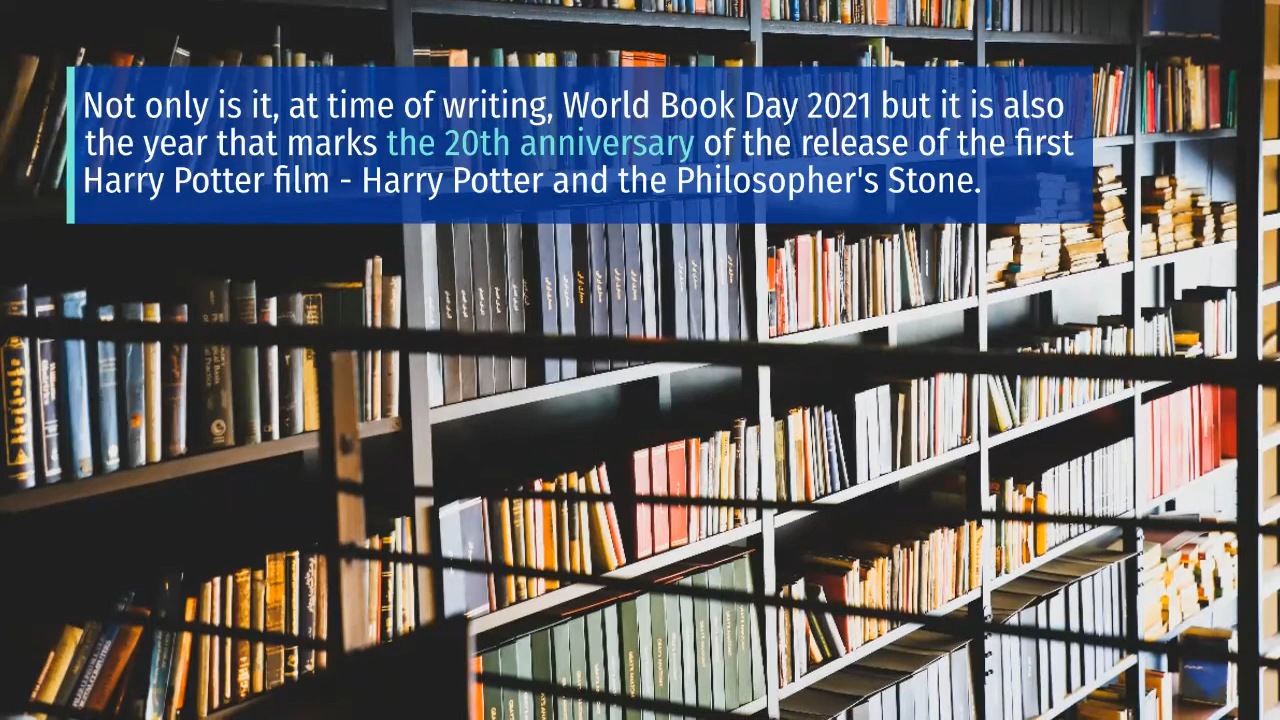 Not only is it, at time of writing, World Book Day 2021 but it is also
the year that marks the 20th anniversary of the release of the first
Harry Potter film - Harry Potter and the Philosopher's Stone.